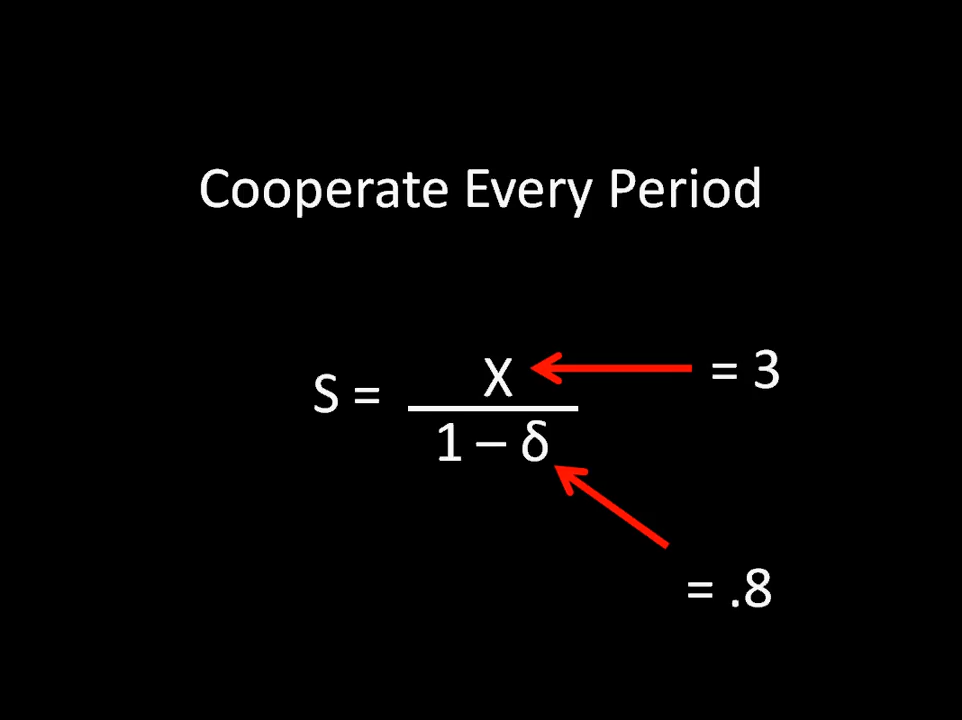 Cooperate Every Period
X = 3
S =
1 – δ
= .8